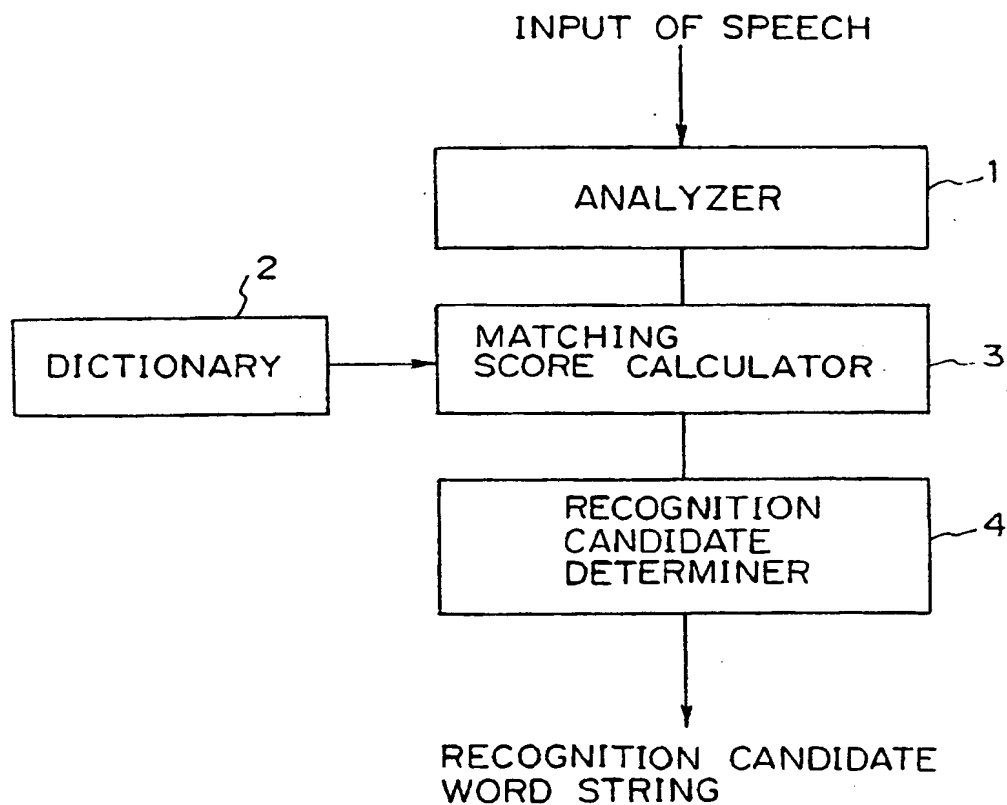 INPUT OF SPEECH
1
ANALYZER
2
DICTIONARY
MATCHING
SCORE CALCULATOR
3
RECOGNITION
CANDIDATE
DETERMINER
4
RECOGNITION CANDIDATE
WORD STRING